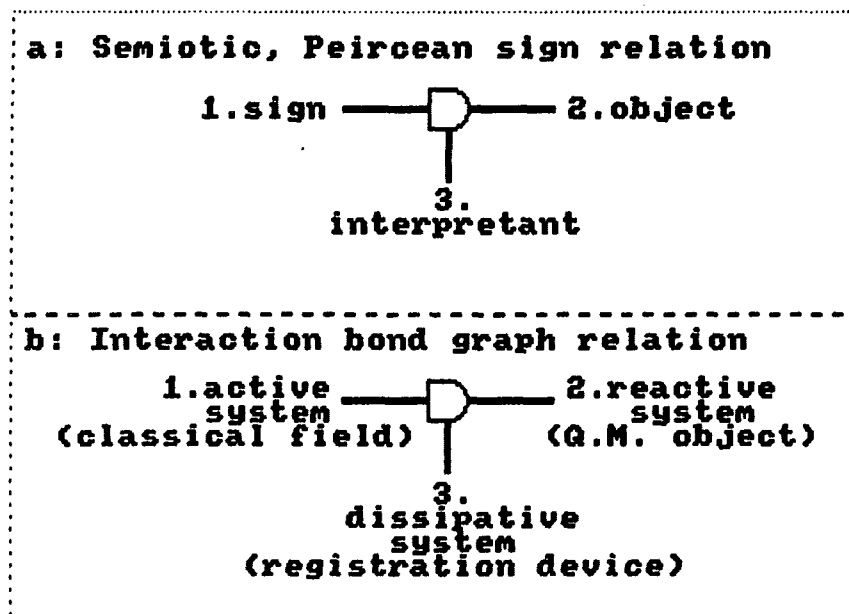 a: Semiotic, Peircean sign relation
1.sign 2.object
3.
interpretant
b: Interaction bond graph relation
1.active 2.reactive
system system
(classical field) (Q.M. object)
3.
dissipative
system
(registration device)